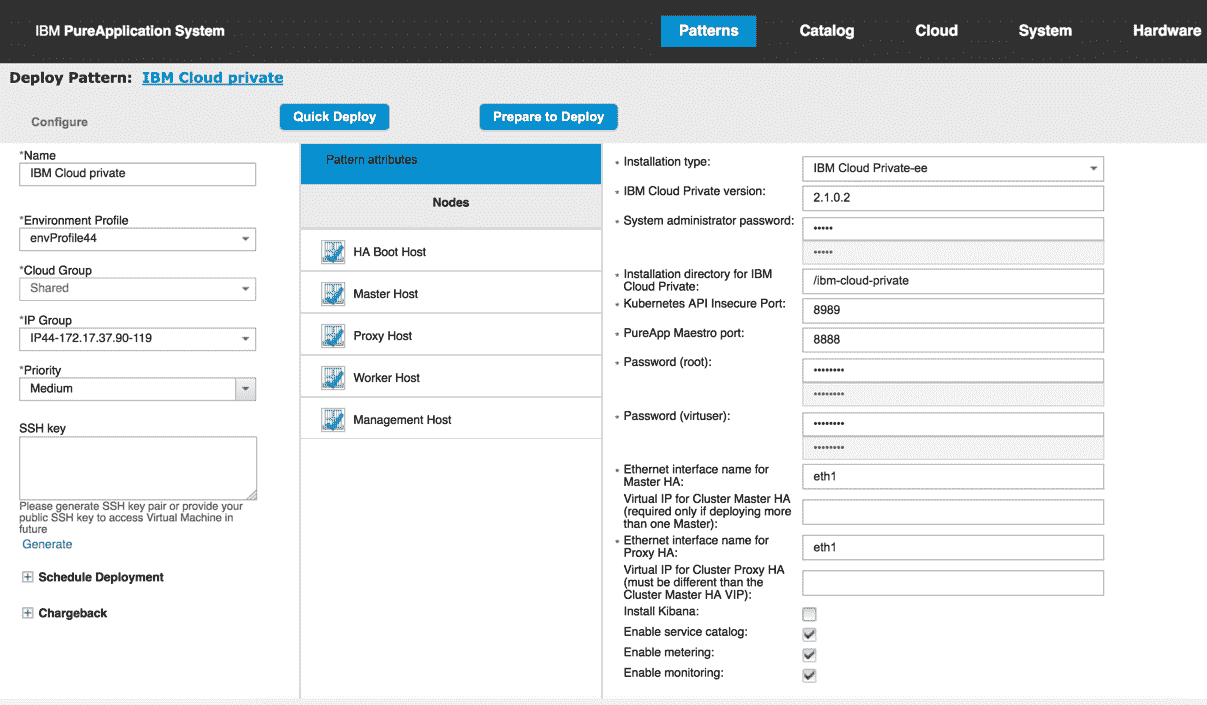 IBM PureApplication System
Patterns
Catalog
Cloud
System
Hardware
Deploy Pattern: IBM Cloud private
Configure
Quick Deploy
Prepare to Deploy
*Name
IBM Cloud private
*Environment Profile
envProfile44
*Cloud Group
Shared
*IP Group
IP44-172.17.37.90-119
*Priority
Medium
SSH key
Please generate SSH key pair or provide your
public SSH key to access Virtual Machine in
future
Generate
Schedule Deployment
Chargeback
Pattern attributes
Nodes
HA Boot Host
Master Host
Proxy Host
Worker Host
Management Host
* Installation type:
IBM Cloud Private-ee
* IBM Cloud Private version:
2.1.0.2
* System administrator password:
•••••
•••••
* Installation directory for IBM
Cloud Private:
/ibm-cloud-private
* Kubernetes API Insecure Port:
8989
* PureApp Maestro port:
8888
* Password (root):
••••••••
••••••••
* Password (virtuser):
••••••••
••••••••
* Ethernet interface name for
Master HA:
eth1
Virtual IP for Cluster Master HA
(required only if deploying more
than one Master):
* Ethernet interface name for
Proxy HA:
eth1
Virtual IP for Cluster Proxy HA
(must be different than the
Cluster Master HA VIP):
Install Kibana:
Enable service catalog:
Enable metering:
Enable monitoring: